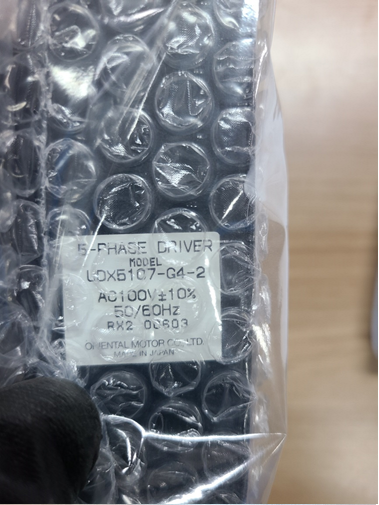 5-PHASE DRIVER
MODEL
UDX5107-G4-2
AC100V±10%
50/60Hz
RX2 00603
ORIENTAL MOTOR CO.,LTD.
MADE IN JAPAN